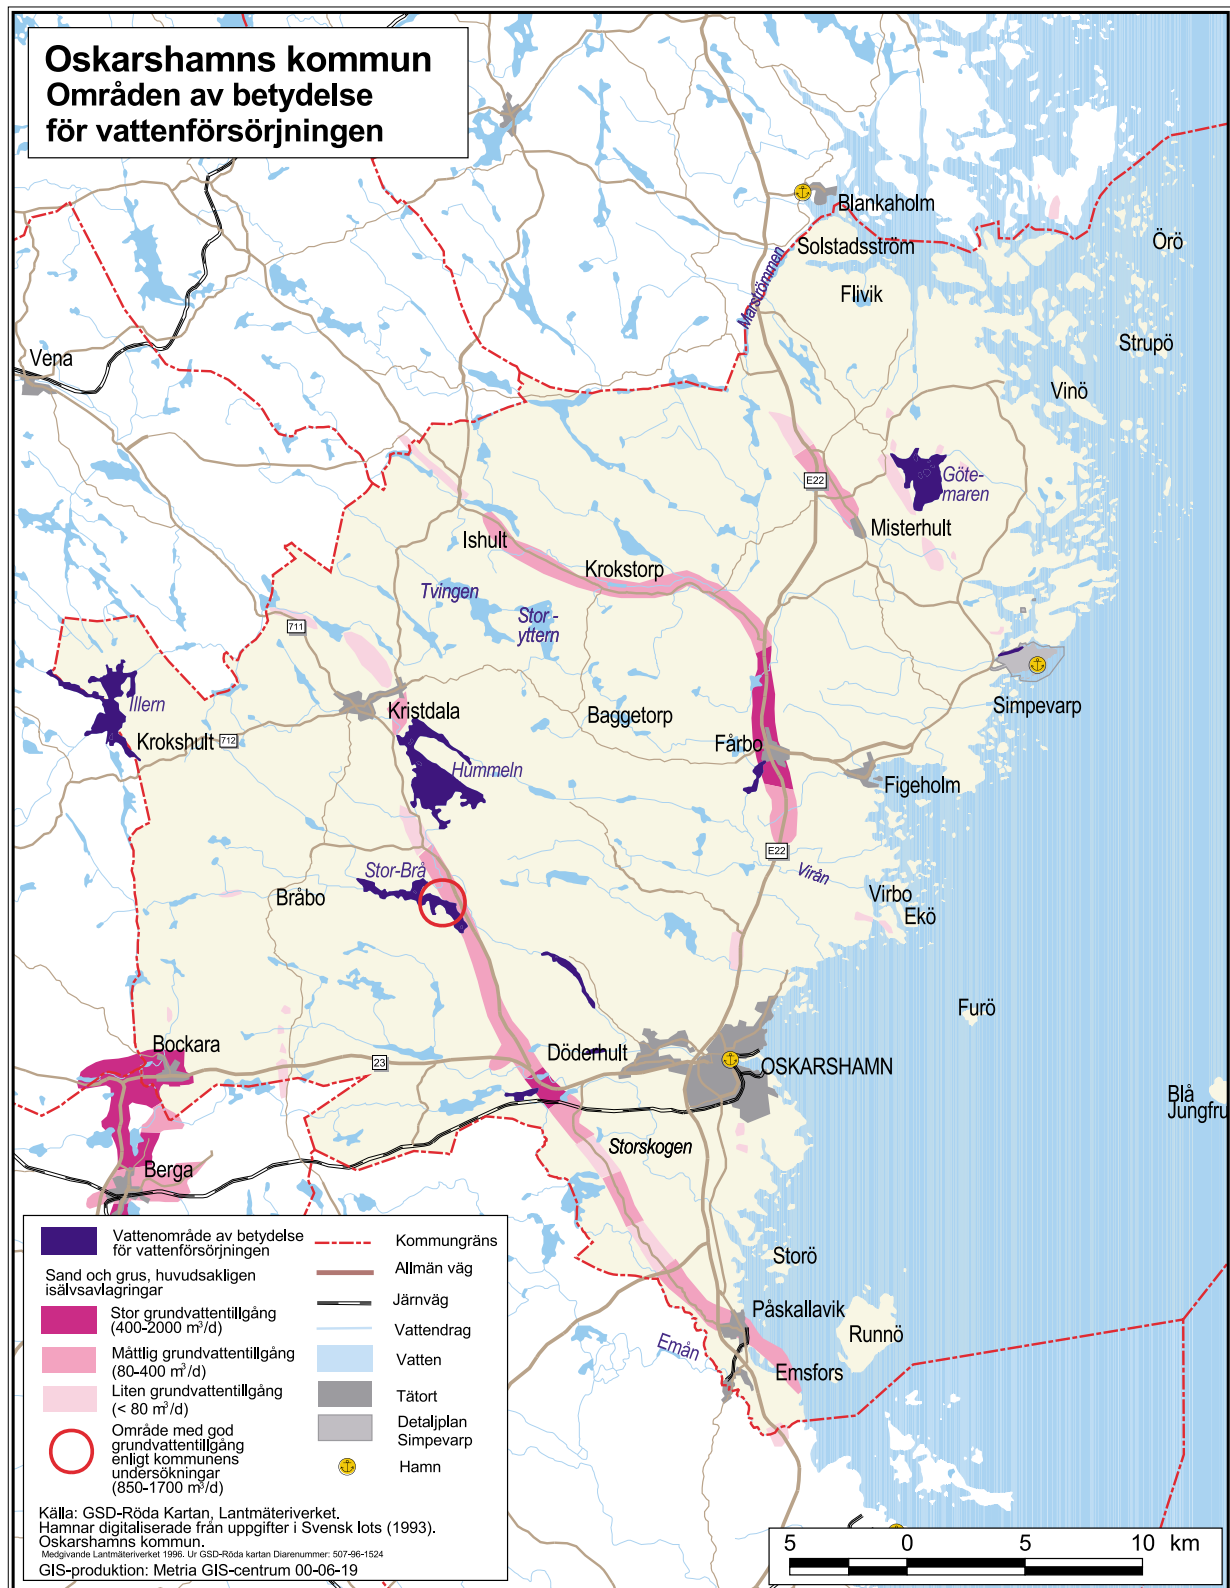 Oskarshamns kommun
Områden av betydelse
för vattenförsörjningen
Blankaholm
Solstadsström
Örö
Marströmmen
Flivik
Strupö
Vena
Vinö
E22
Göte-
maren
Misterhult
Ishult
Krokstorp
Tvingen
Stor-
yttern
711
Illern
Kristdala
Baggetorp
Simpevarp
Krokshult
712
Fårbo
Hummeln
Figeholm
E22
Stor-Brå
Virån
Bråbo
Virbo
Ekö
Furö
Bockara
Döderhult
23
OSKARSHAMN
Blå
Jungfru
Storskogen
Berga
Storö
Påskallavik
Runnö
Emån
Emsfors
Vattenområde av betydelse
för vattenförsörjningen
Sand och grus, huvudsakligen
isälvsavlagringar
Stor grundvattentillgång
(400-2000 m³/d)
Måttlig grundvattentillgång
(80-400 m³/d)
Liten grundvattentillgång
(< 80 m³/d)
Område med god
grundvattentillgång
enligt kommunens
undersökningar
(850-1700 m³/d)
Kommungräns
Allmän väg
Järnväg
Vattendrag
Vatten
Tätort
Detaljplan
Simpevarp
Hamn
Källa: GSD-Röda Kartan, Lantmäteriverket.
Hamnar digitaliserade från uppgifter i Svensk lots (1993).
Oskarshamns kommun.
Medgivande Lantmäteriverket 1996. Ur GSD-Röda kartan Diarenummer: 507-96-1524
GIS-produktion: Metria GIS-centrum 00-06-19
5 0 5 10 km